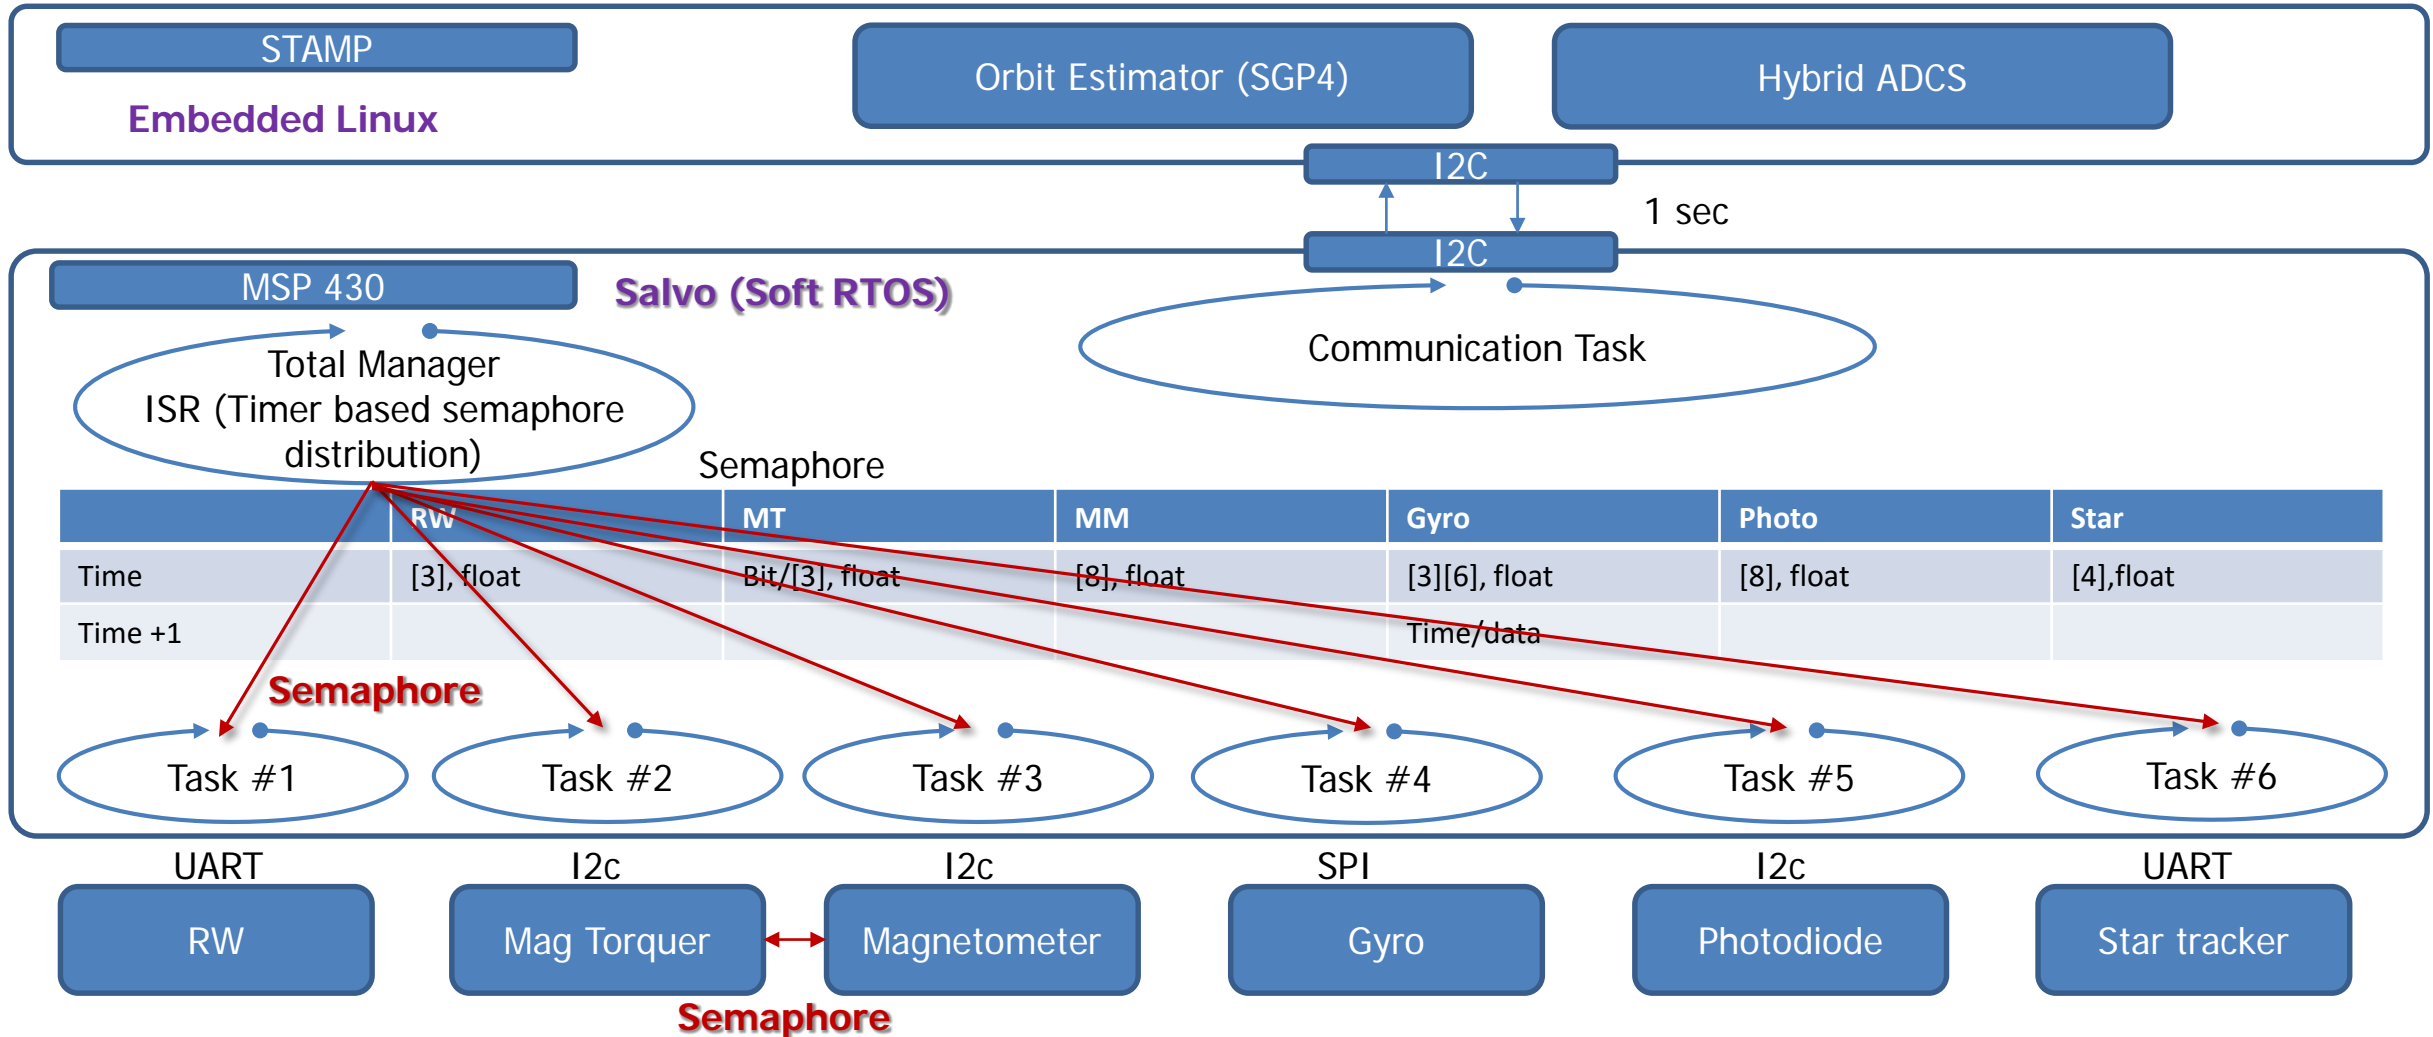 STAMP
Orbit Estimator (SGP4)
Hybrid ADCS
Embedded Linux
I2C
1 sec
I2C
MSP 430
Salvo (Soft RTOS)
Total Manager
ISR (Timer based semaphore
distribution)
Communication Task
Semaphore
RW MT MM Gyro Photo Star
Time [3], float Bit/[3], float [8], float [3][6], float [8], float [4],float
Time +1 Time/data
Semaphore
Task #1
Task #2
Task #3
Task #4
Task #5
Task #6
UART
I2c
I2c
SPI
I2c
UART
RW
Mag Torquer
Magnetometer
Gyro
Photodiode
Star tracker
Semaphore